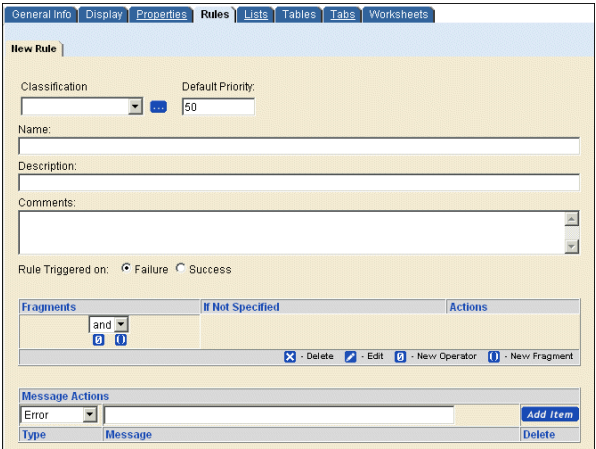 General Info Display Properties Rules Lists Tables Tabs Worksheets
New Rule
Classification Default Priority:
... 50
Name:
Description:
Comments:
Rule Triggered on: Failure Success
Fragments If Not Specified Actions
and
- Delete - Edit - New Operator - New Fragment
Message Actions
Error Add Item
Type Message Delete